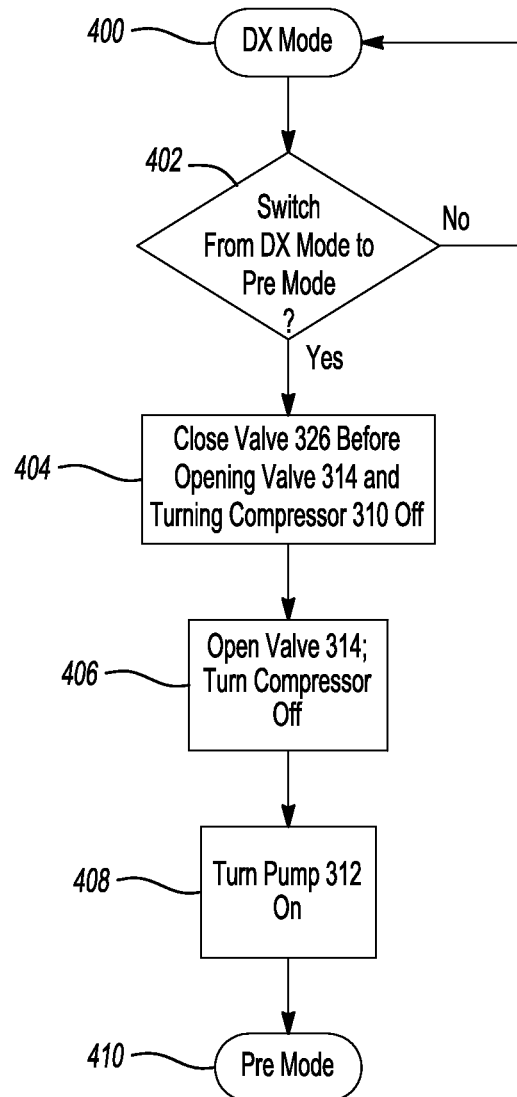 400
DX Mode
402
Switch
From DX Mode to
Pre Mode
?
No
Yes
404
Close Valve 326 Before
Opening Valve 314 and
Turning Compressor 310 Off
406
Open Valve 314;
Turn Compressor
Off
408
Turn Pump 312
On
410
Pre Mode